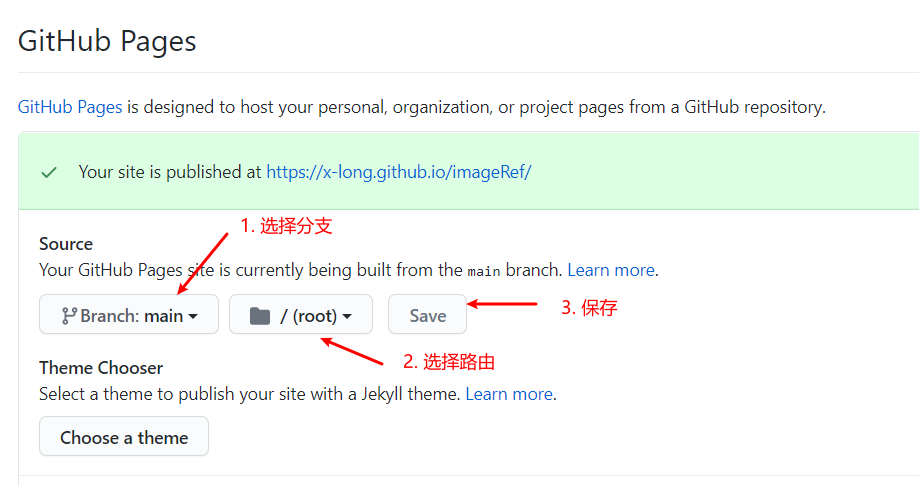 GitHub Pages
GitHub Pages is designed to host your personal, organization, or project pages from a GitHub repository.
Your site is published at https://x-long.github.io/imageRef/
1. 选择分支
Source
Your GitHub Pages site is currently being built from the main branch. Learn more.
Branch: main
/ (root)
Save
3. 保存
2. 选择路由
Theme Chooser
Select a theme to publish your site with a Jekyll theme. Learn more.
Choose a theme